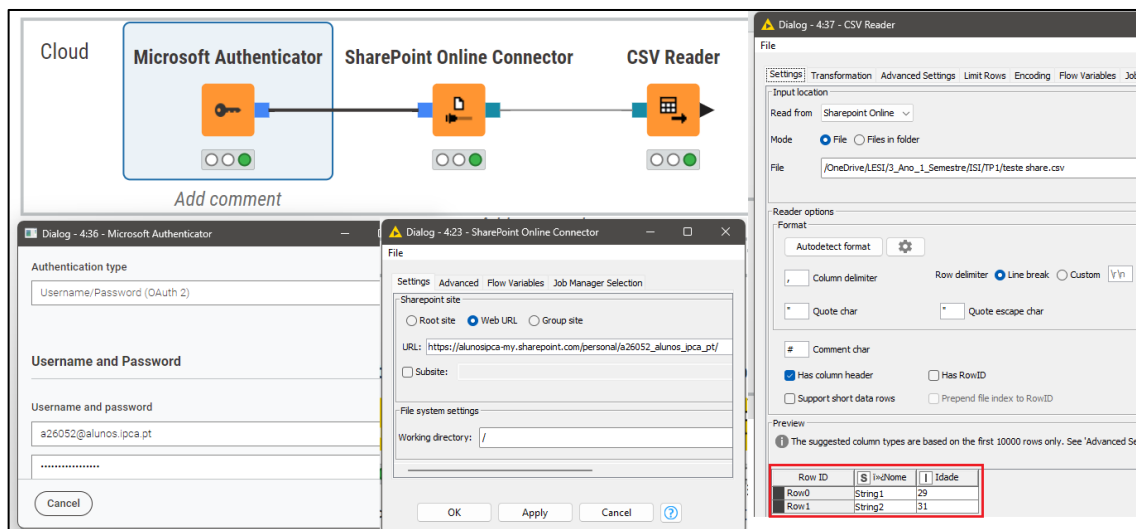 Cloud
Microsoft Authenticator
SharePoint Online Connector
CSV Reader
Add comment
Dialog - 4:36 - Microsoft Authenticator
Authentication type
Username/Password (OAuth 2)
Username and Password
Username and password
a26052@alunos.ipca.pt
•••••••••••••••••
Cancel
Dialog - 4:23 - SharePoint Online Connector
File
Settings Advanced Flow Variables Job Manager Selection
Sharepoint site
Root site Web URL Group site
URL: https://alunosipca-my.sharepoint.com/personal/a26052_alunos_ipca_pt/
Subsite:
File system settings
Working directory: /
OK Apply Cancel ?
Dialog - 4:37 - CSV Reader
File
Settings Transformation Advanced Settings Limit Rows Encoding Flow Variables
Input location
Read from Sharepoint Online
Mode File Files in folder
File /OneDrive/LESI/3_Ano_1_Semestre/ISI/TP1/teste share.csv
Reader options
Format
Autodetect format
, Column delimiter Row delimiter Line break Custom \r\n
" Quote char " Quote escape char
# Comment char
Has column header Has RowID
Support short data rows Prepend file index to RowID
Preview
The suggested column types are based on the first 10000 rows only. See 'Advanced
Row ID S ï»¿Nome I Idade
Row0 String1 29
Row1 String2 31